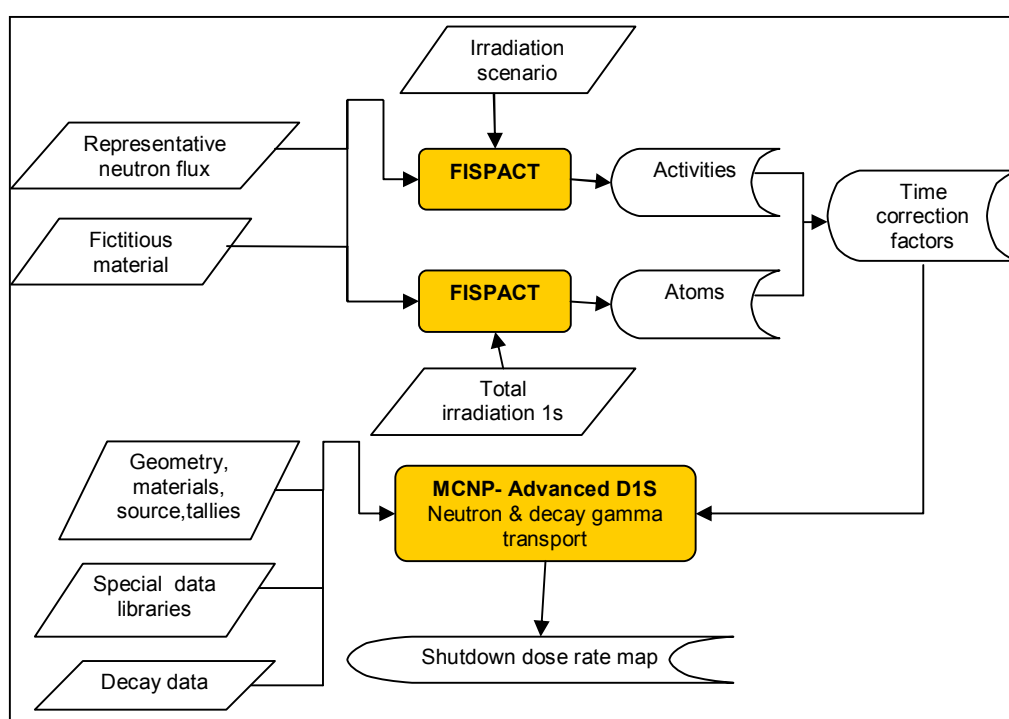 Irradiation
scenario
Representative
neutron flux
FISPACT
Activities
Time
correction
factors
Fictitious
material
FISPACT
Atoms
Total
irradiation 1s
Geometry,
materials,
source,tallies
MCNP- Advanced D1S
Neutron & decay gamma
transport
Special data
libraries
Shutdown dose rate map
Decay data